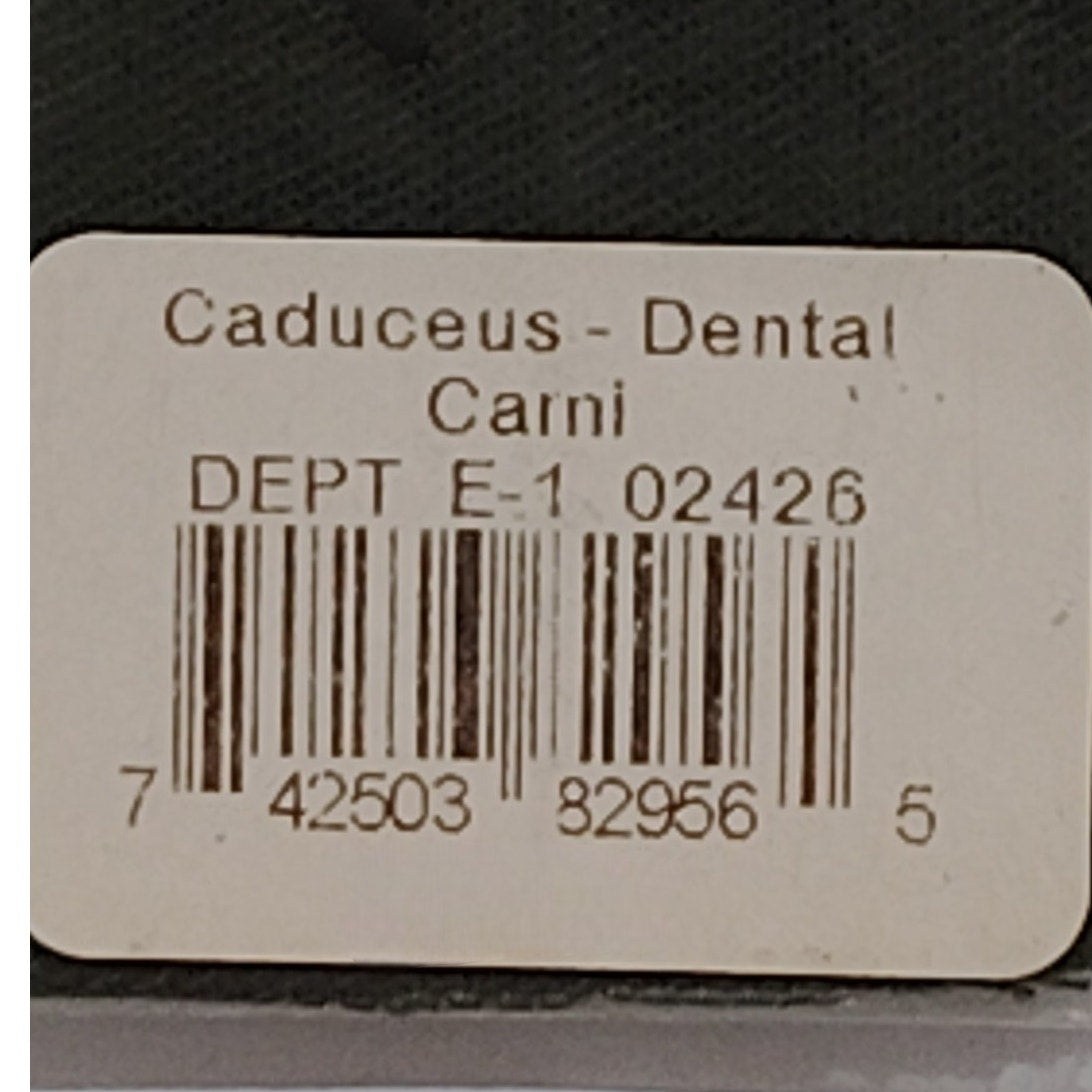 Caduceus - Dental
Carni
DEPT E-1 02426
7 42503 82956 5